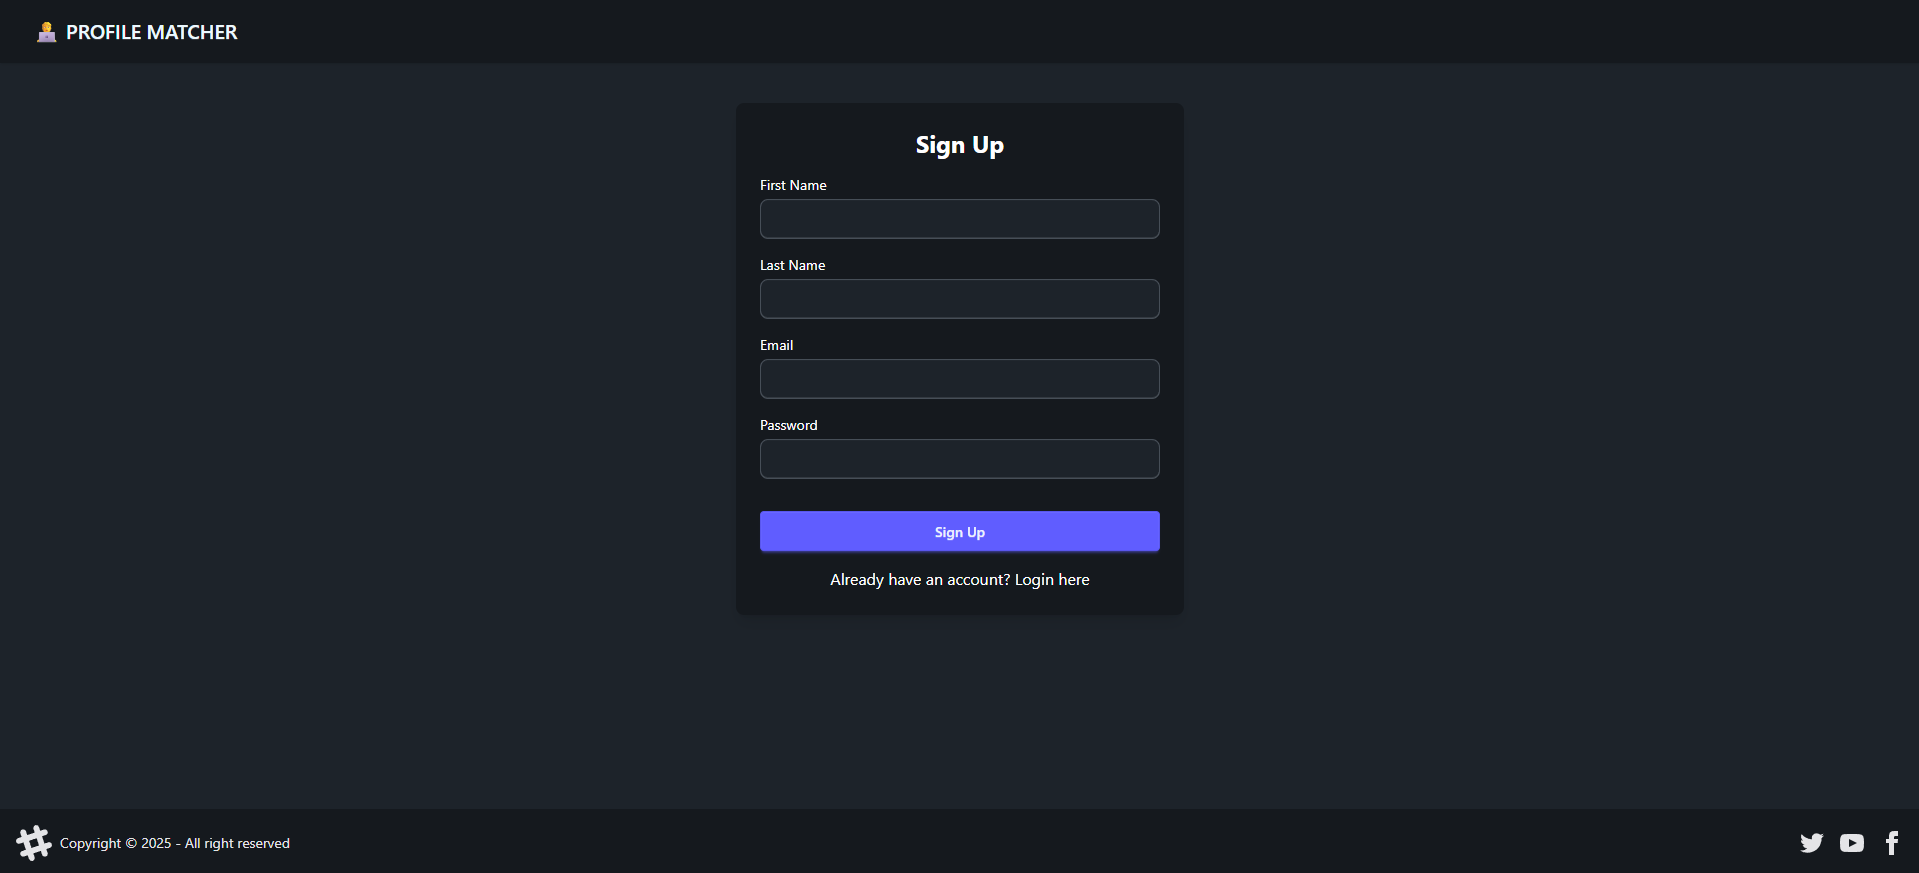 PROFILE MATCHER
Sign Up
First Name
Last Name
Email
Password
Sign Up
Already have an account? Login here
Copyright © 2025 - All right reserved